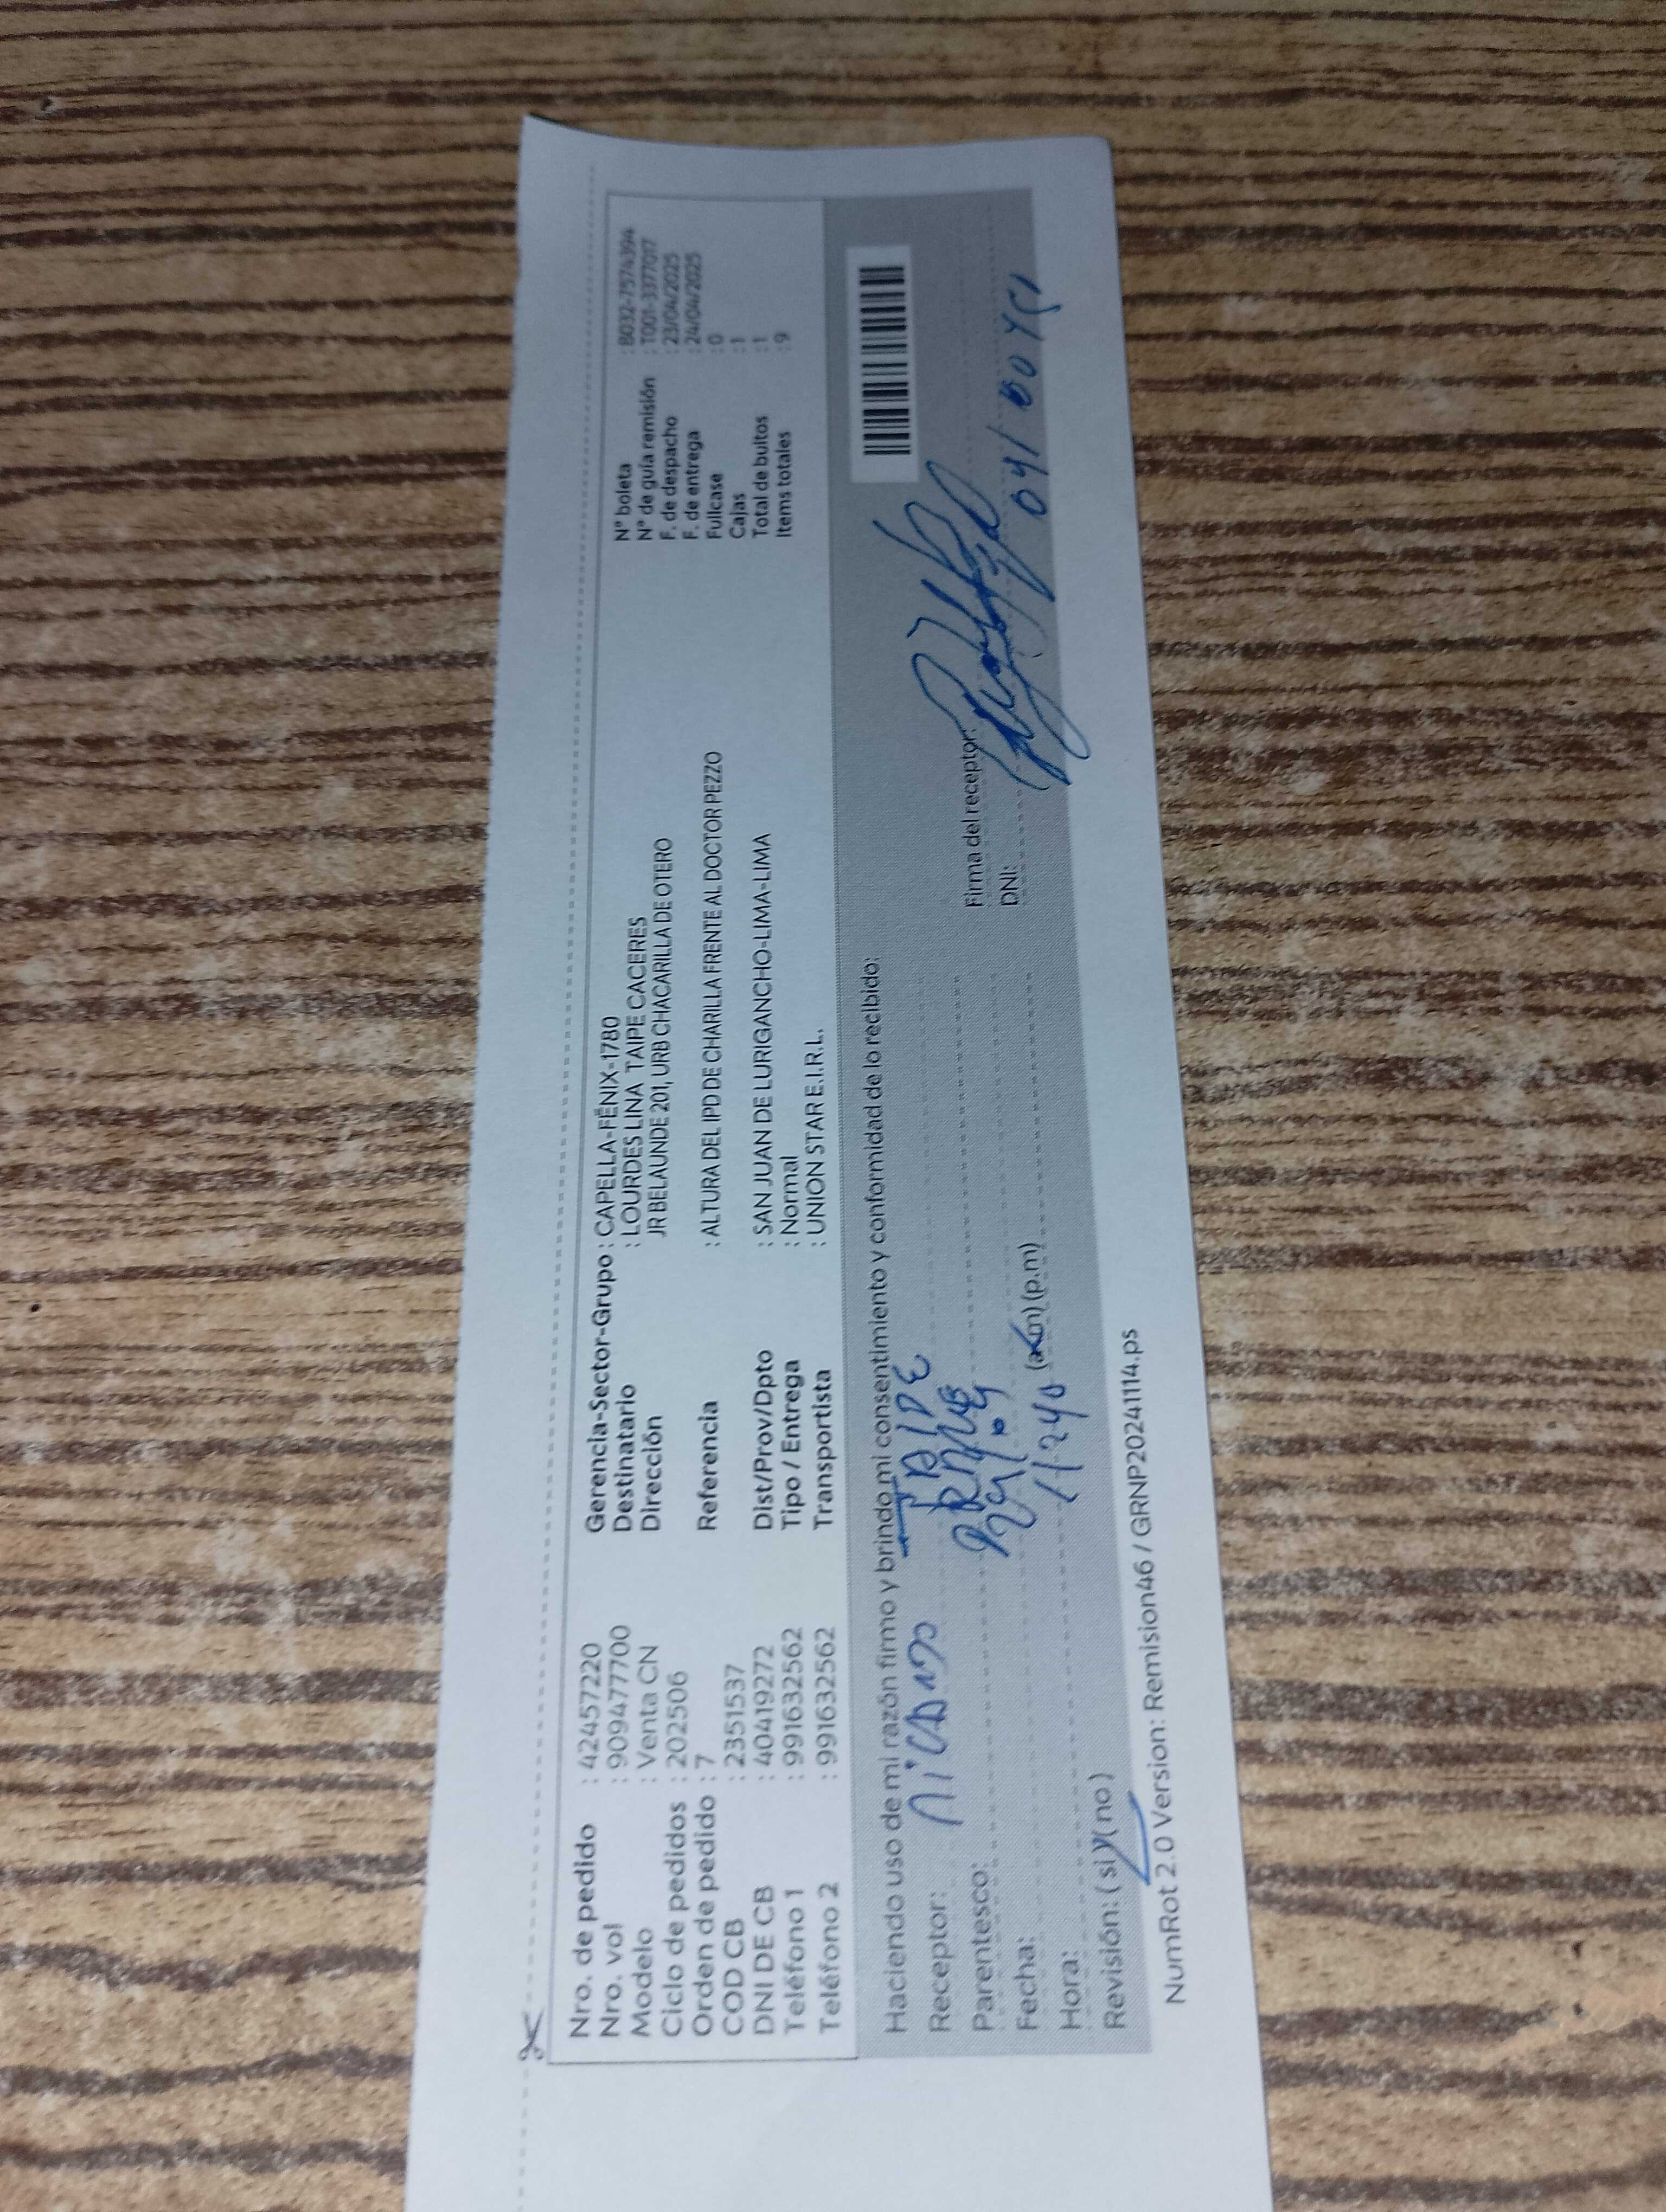 Nro. de pedido : 42457220
Nro. vol : 909477700
Modelo : Venta CN
Ciclo de pedidos : 202506
Orden de pedido : 7
COD CB : 2351537
DNI DE CB : 40419272
Teléfono 1 : 991632562
Teléfono 2 : 991632562
Gerencia-Sector-Grupo : CAPELLA-FÉNIX-1780
Destinatario : LOURDES LINA TAIPE CACERES
Dirección JR BELAUNDE 201, URB CHACARILLA DE OTERO
Referencia : ALTURA DEL IPD DE CHARILLA FRENTE AL DOCTOR PEZZO
Dist/Prov/Dpto : SAN JUAN DE LURIGANCHO-LIMA-LIMA
Tipo / Entrega : Normal
Transportista : UNION STAR E.I.R.L.
N° boleta : B032-7574394
N° de guía remisión : T001-3377017
F. de despacho : 23/04/2025
F. de entrega : 24/04/2025
Fullcase : 0
Cajas : 1
Total de bultos : 1
Items totales : 9
Haciendo uso de mi razón firmo y brindo mi consentimiento y conformidad de lo recibido:
Receptor: TAIPE
Parentesco:
Fecha:
Hora: (a.m) (p.m)
Revisión: ( si ) ( no )
Firma del receptor:
DNI:
NumRot 2.0 Version: Remision46 / GRNP20241114.ps